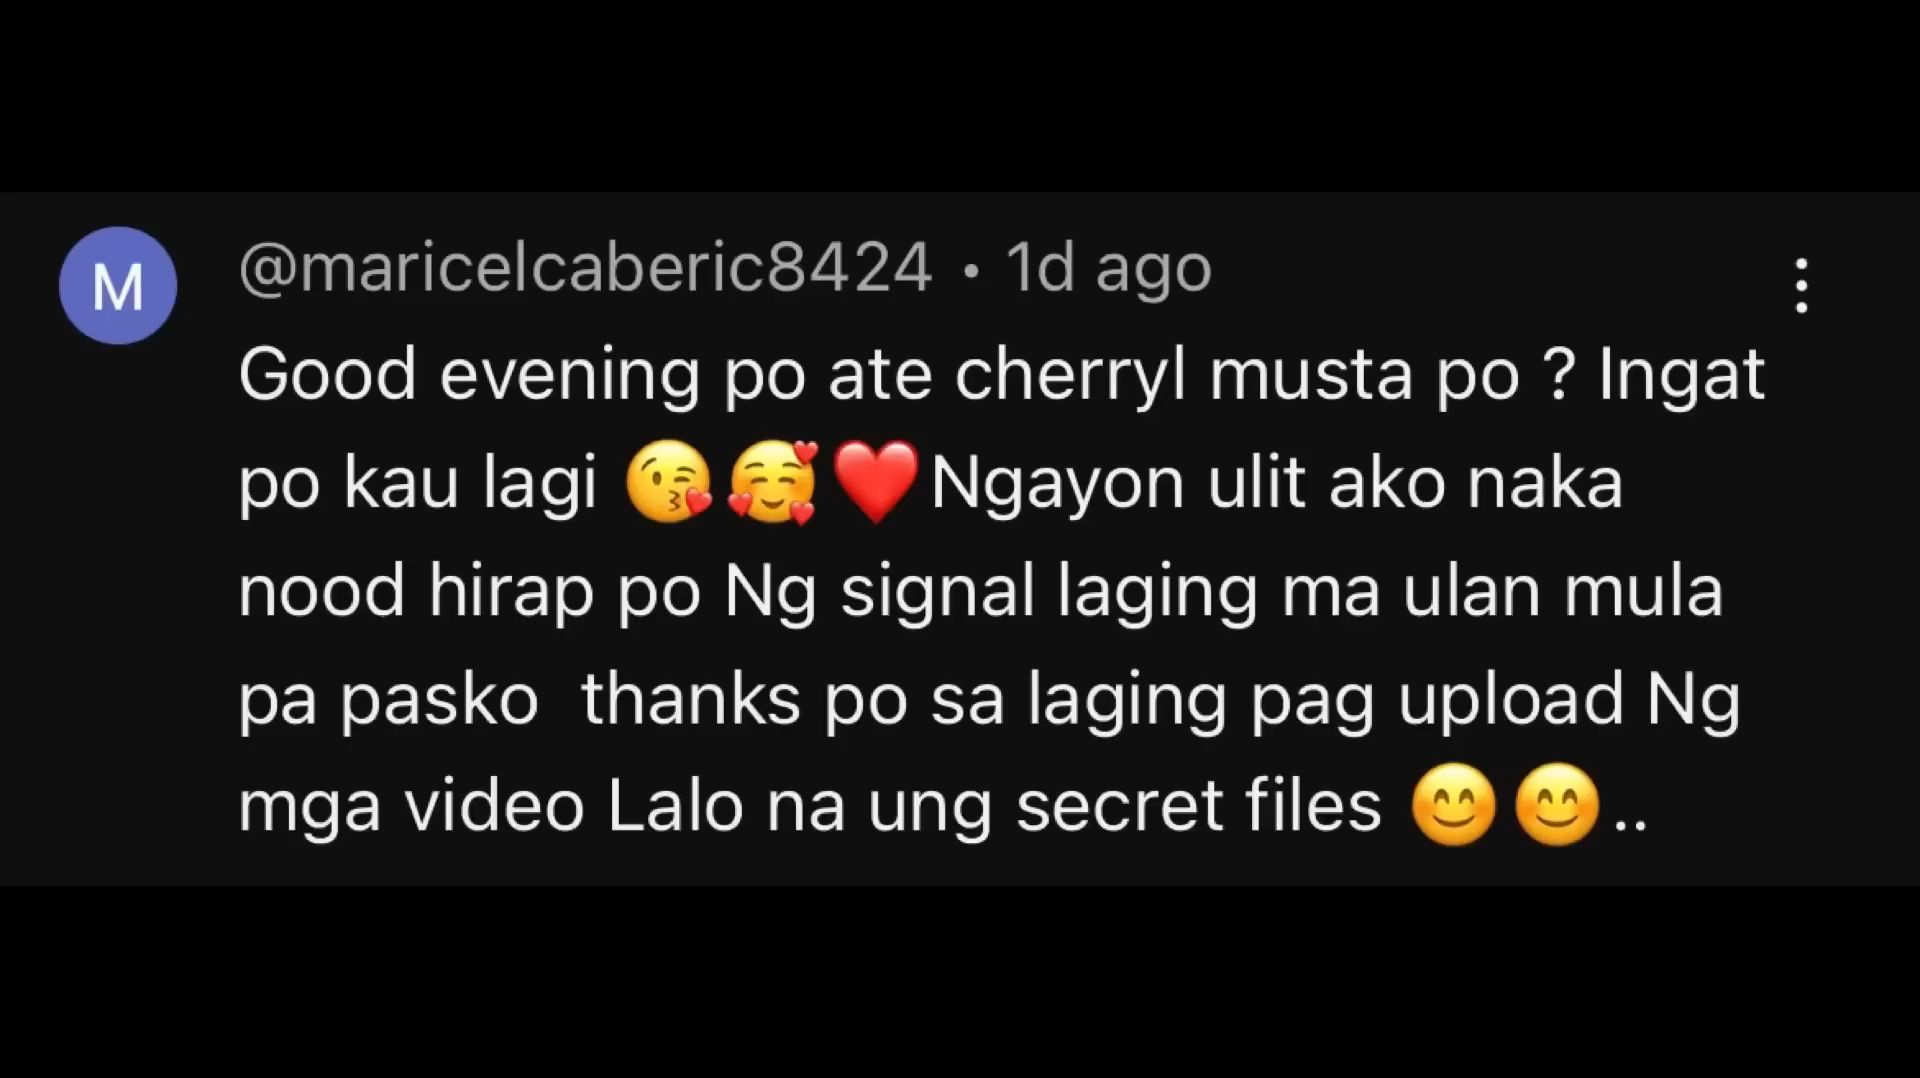 M
@maricelcaberic8424 • 1d ago
Good evening po ate cherryl musta po ? Ingat
po kau lagi 😘🥰❤️Ngayon ulit ako naka
nood hirap po Ng signal laging ma ulan mula
pa pasko  thanks po sa laging pag upload Ng
mga video Lalo na ung secret files 😊😊..